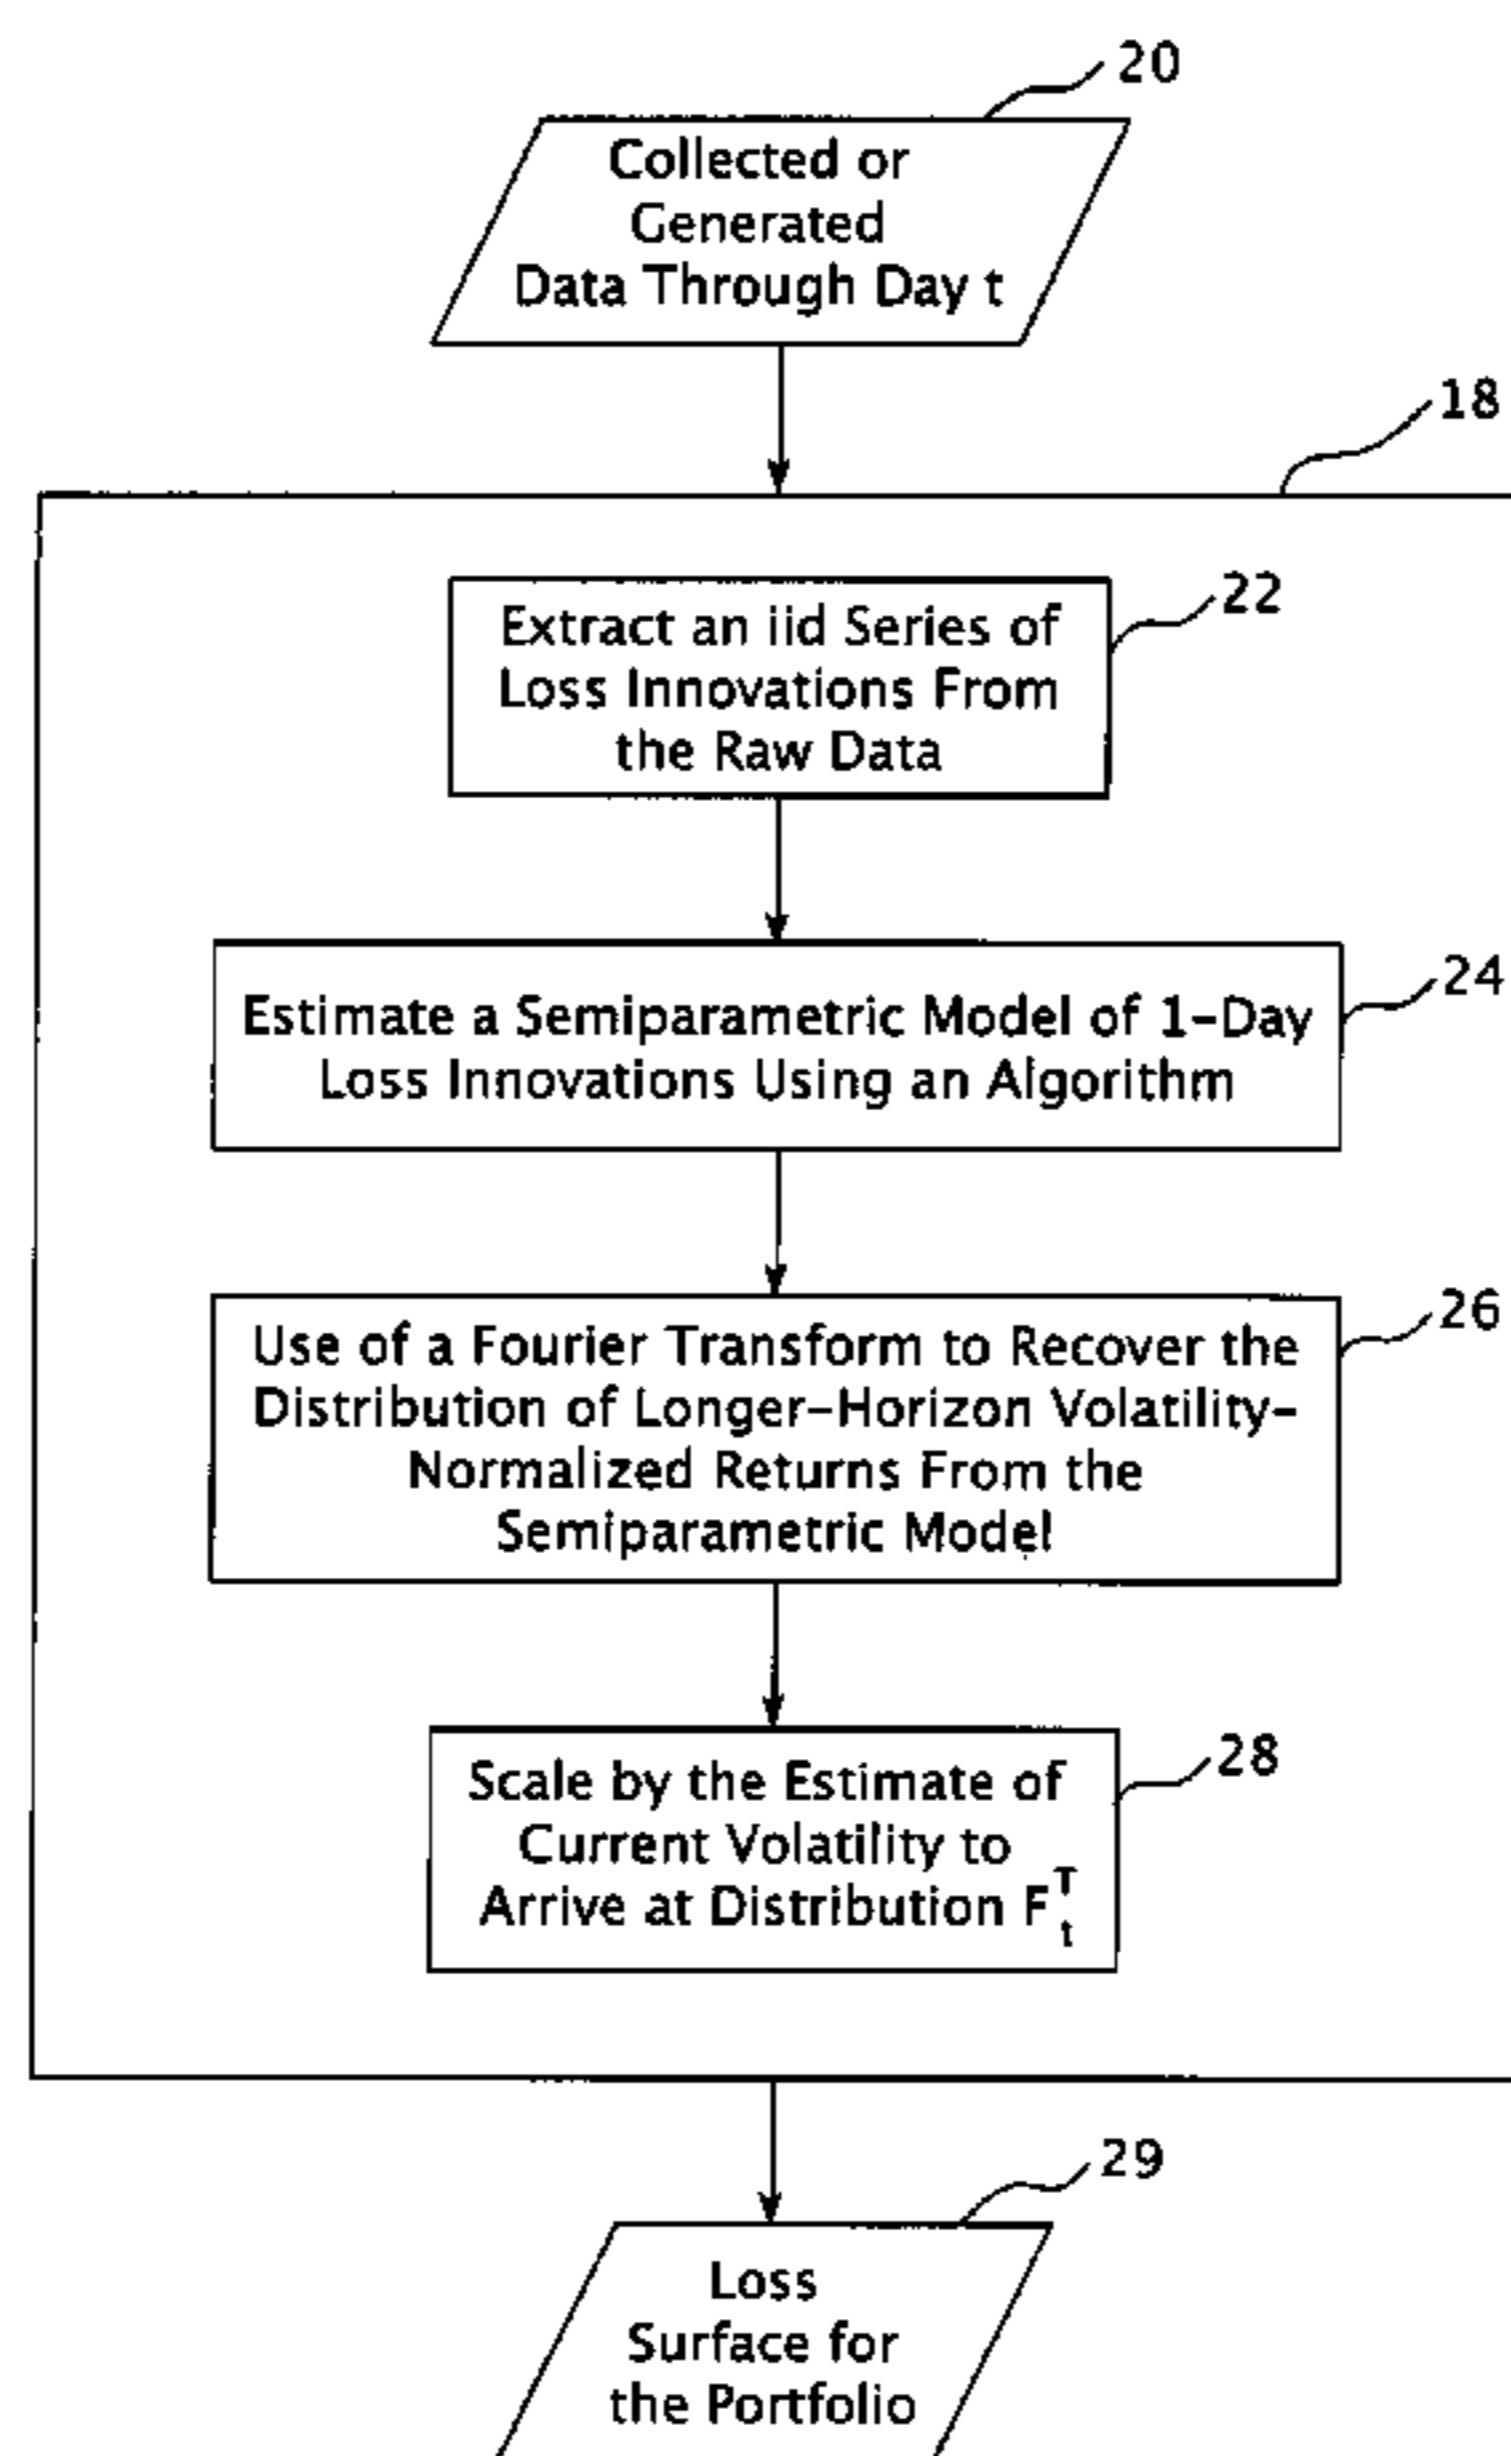 20
Collected or
Generated
Data Through Day t
18
22
Extract an iid Series of
Loss Innovations From
the Raw Data
24
Estimate a Semiparametric Model of 1-Day
Loss Innovations Using an Algorithm
26
Use of a Fourier Transform to Recover the
Distribution of Longer-Horizon Volatility-
Normalized Returns From the
Semiparametric Model
28
Scale by the Estimate of
Current Volatility to
Arrive at Distribution F_t^T
29
Loss
Surface for
the Portfolio